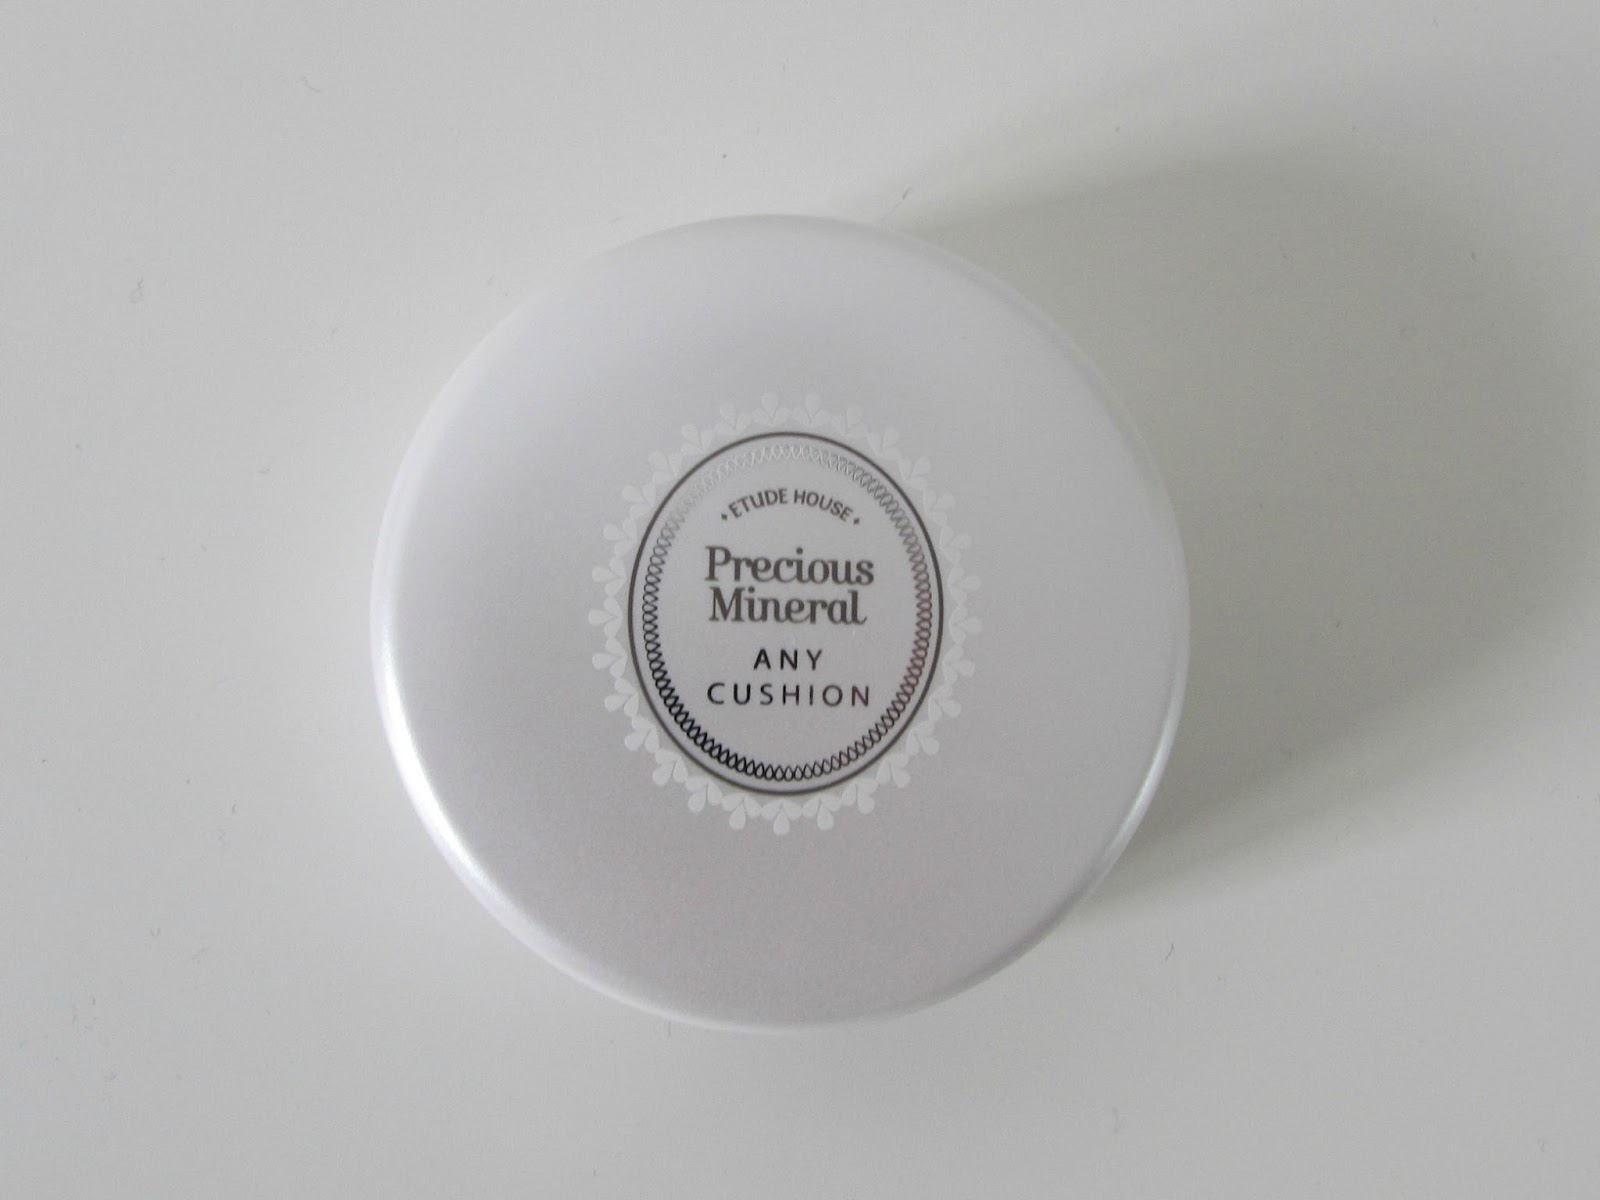 ETUDE HOUSE
Precious
Mineral
ANY
CUSHION